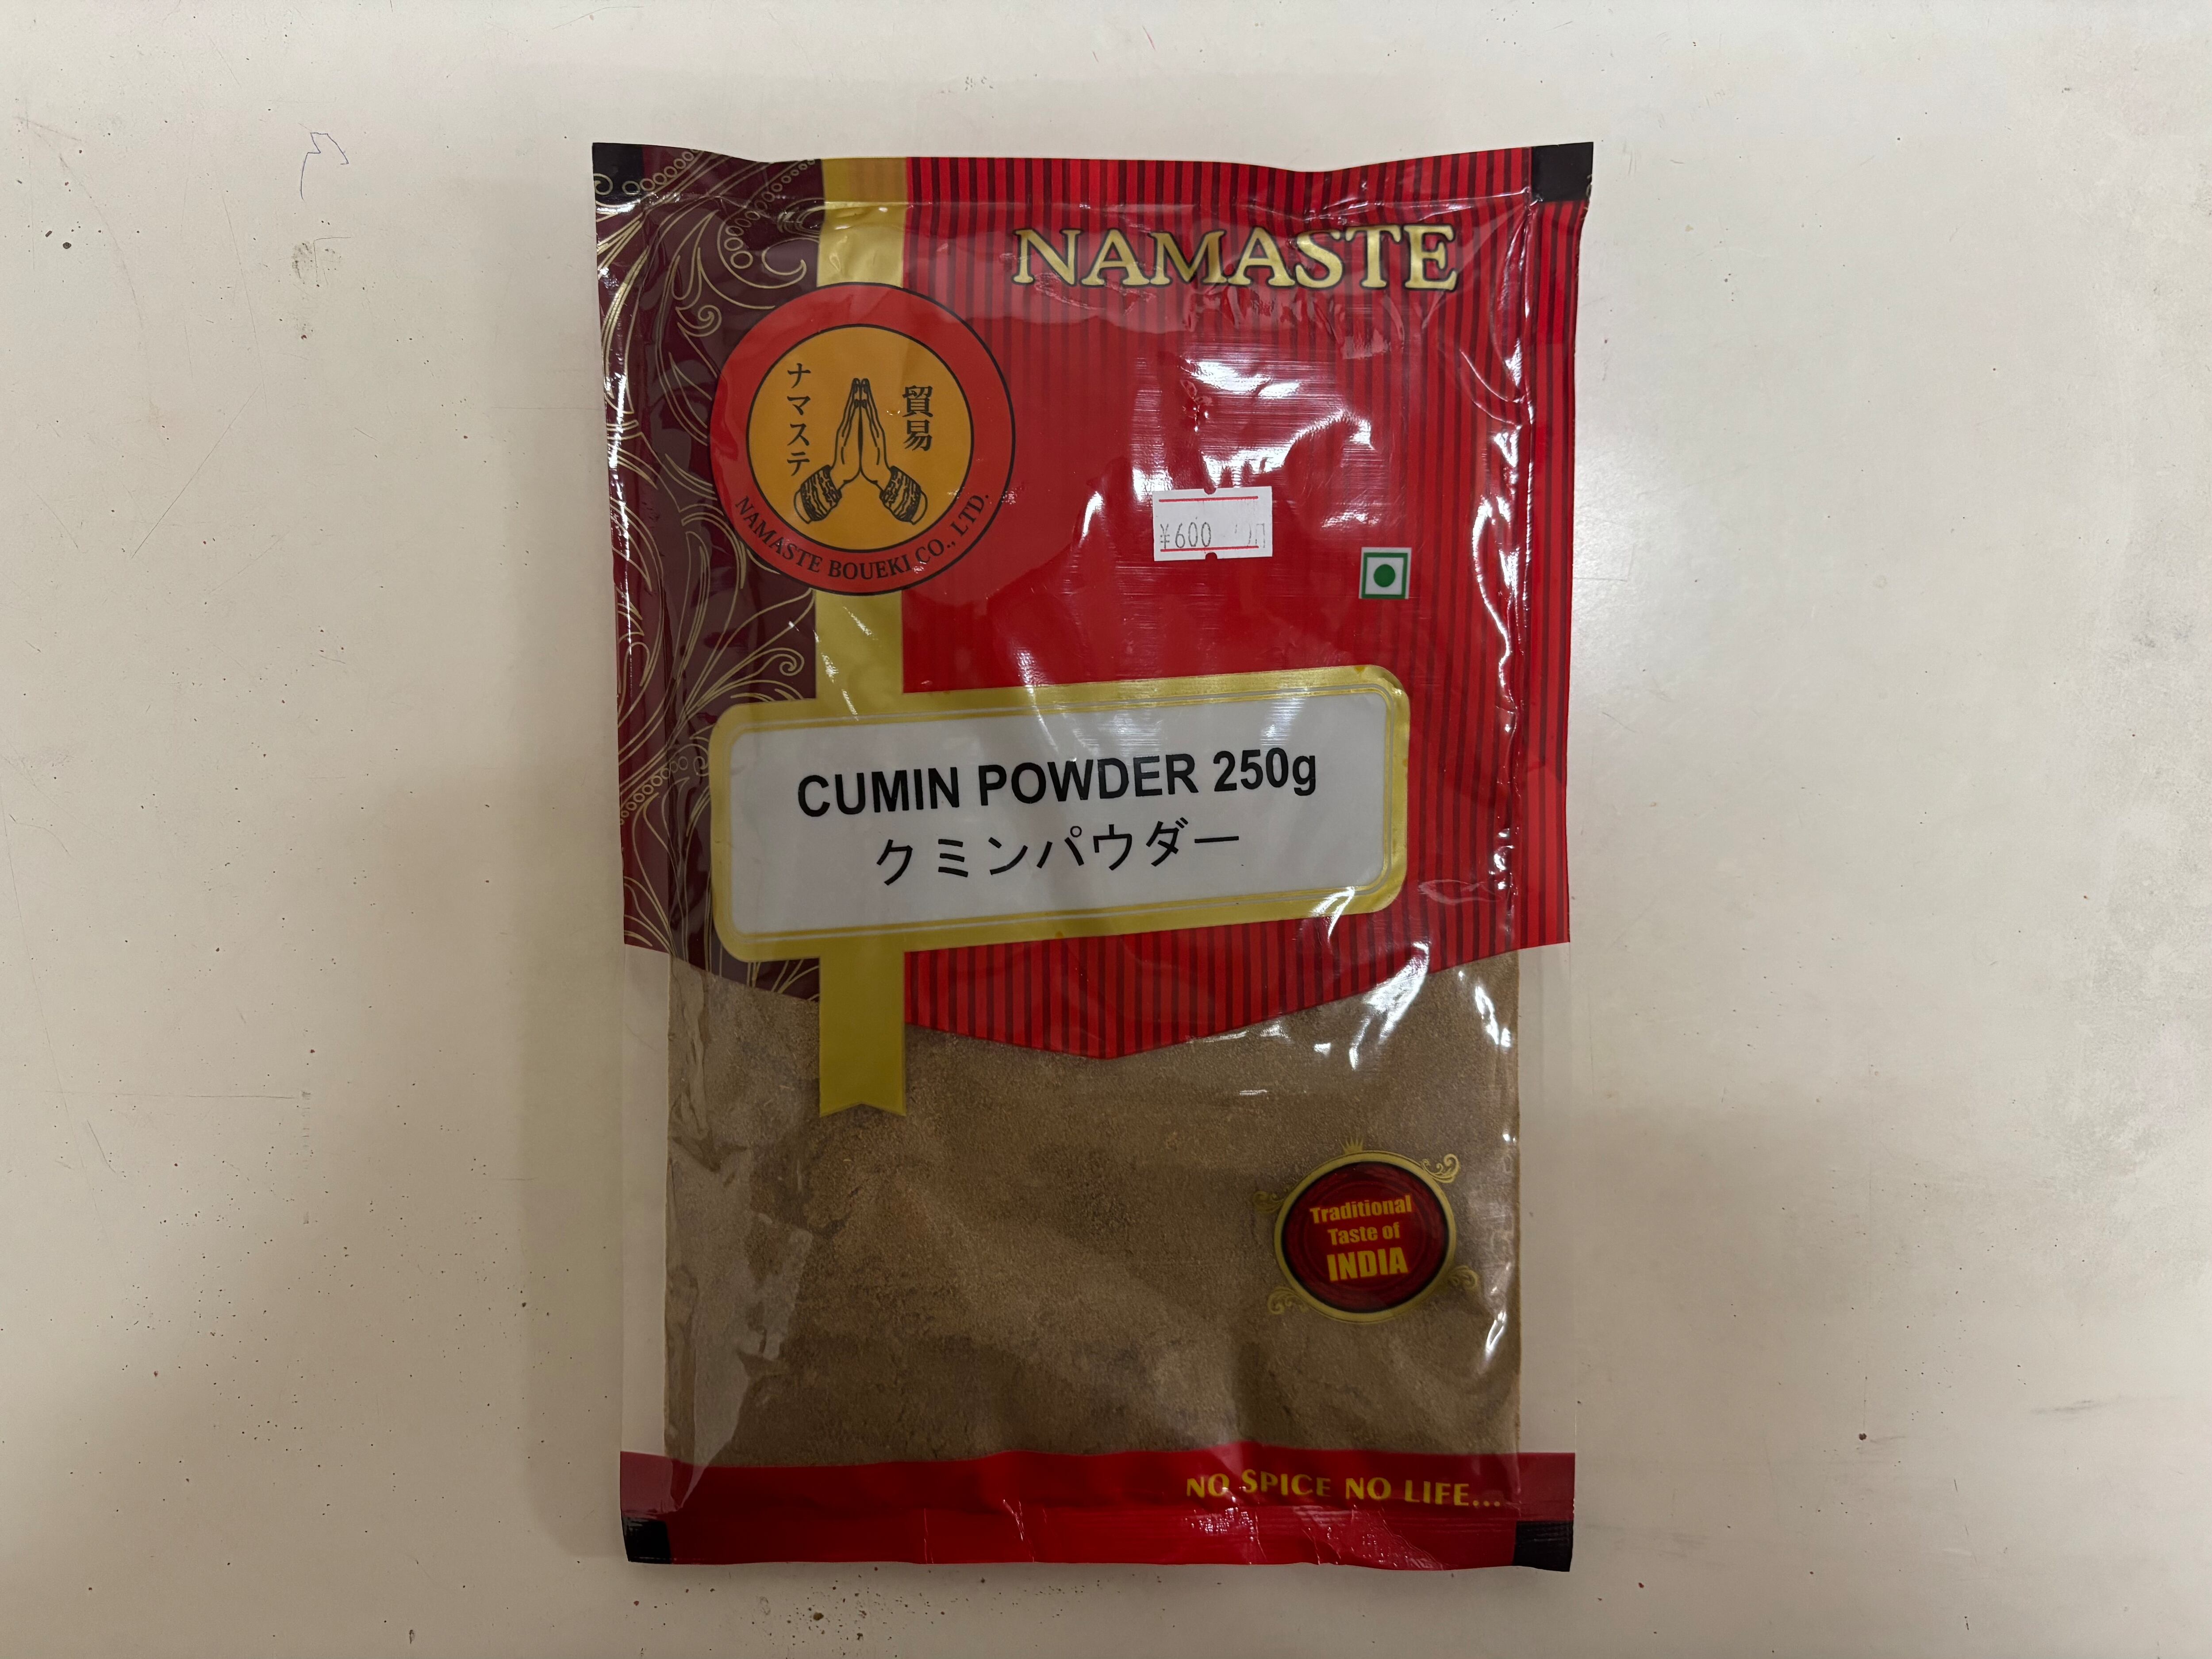 NAMASTE
ナマステ
貿易
NAMASTE BOUEKI CO., LTD.
¥600
CUMIN POWDER 250g
クミンパウダー
Traditional
Taste of
INDIA
NO SPICE NO LIFE...